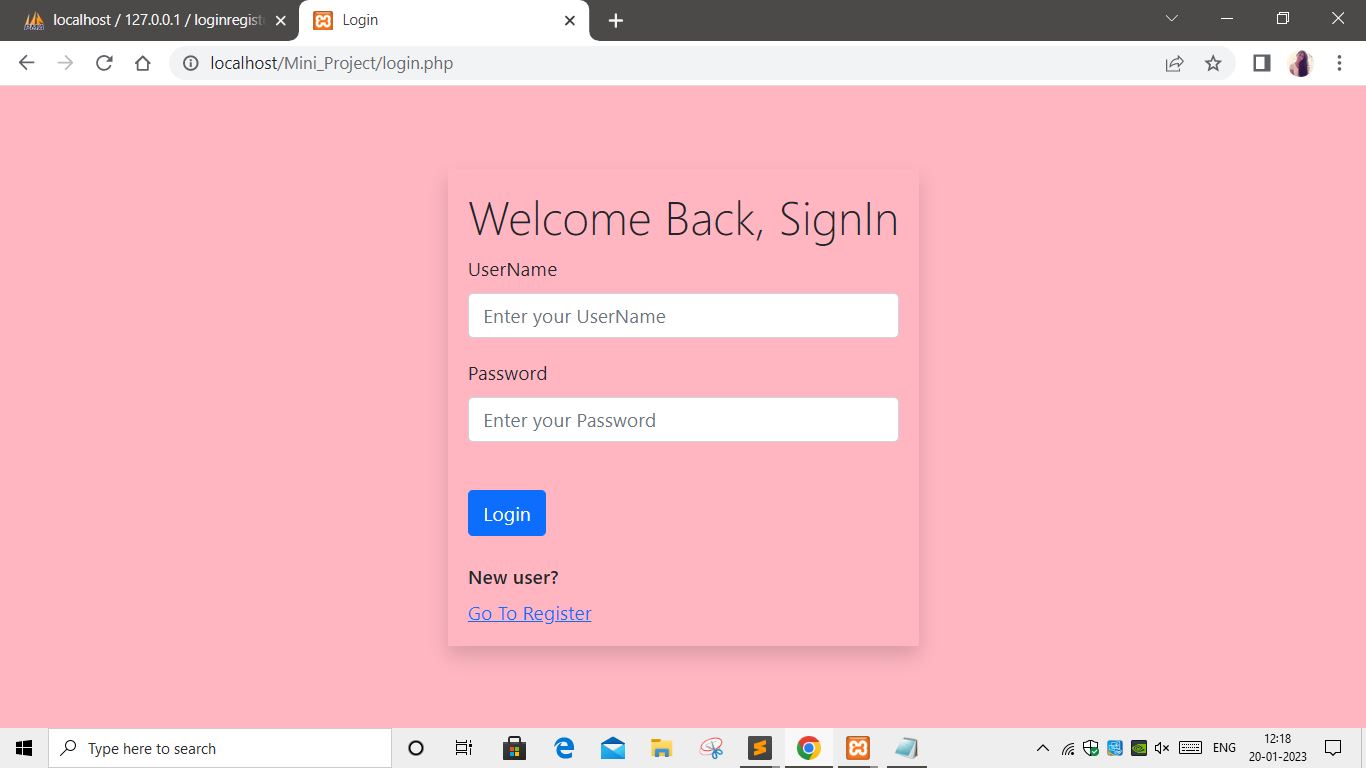 localhost / 127.0.0.1 / loginregist
Login
localhost/Mini_Project/login.php
Welcome Back, SignIn
UserName
Enter your UserName
Password
Enter your Password
Login
New user?
Go To Register
Type here to search
ENG
12:18
20-01-2023